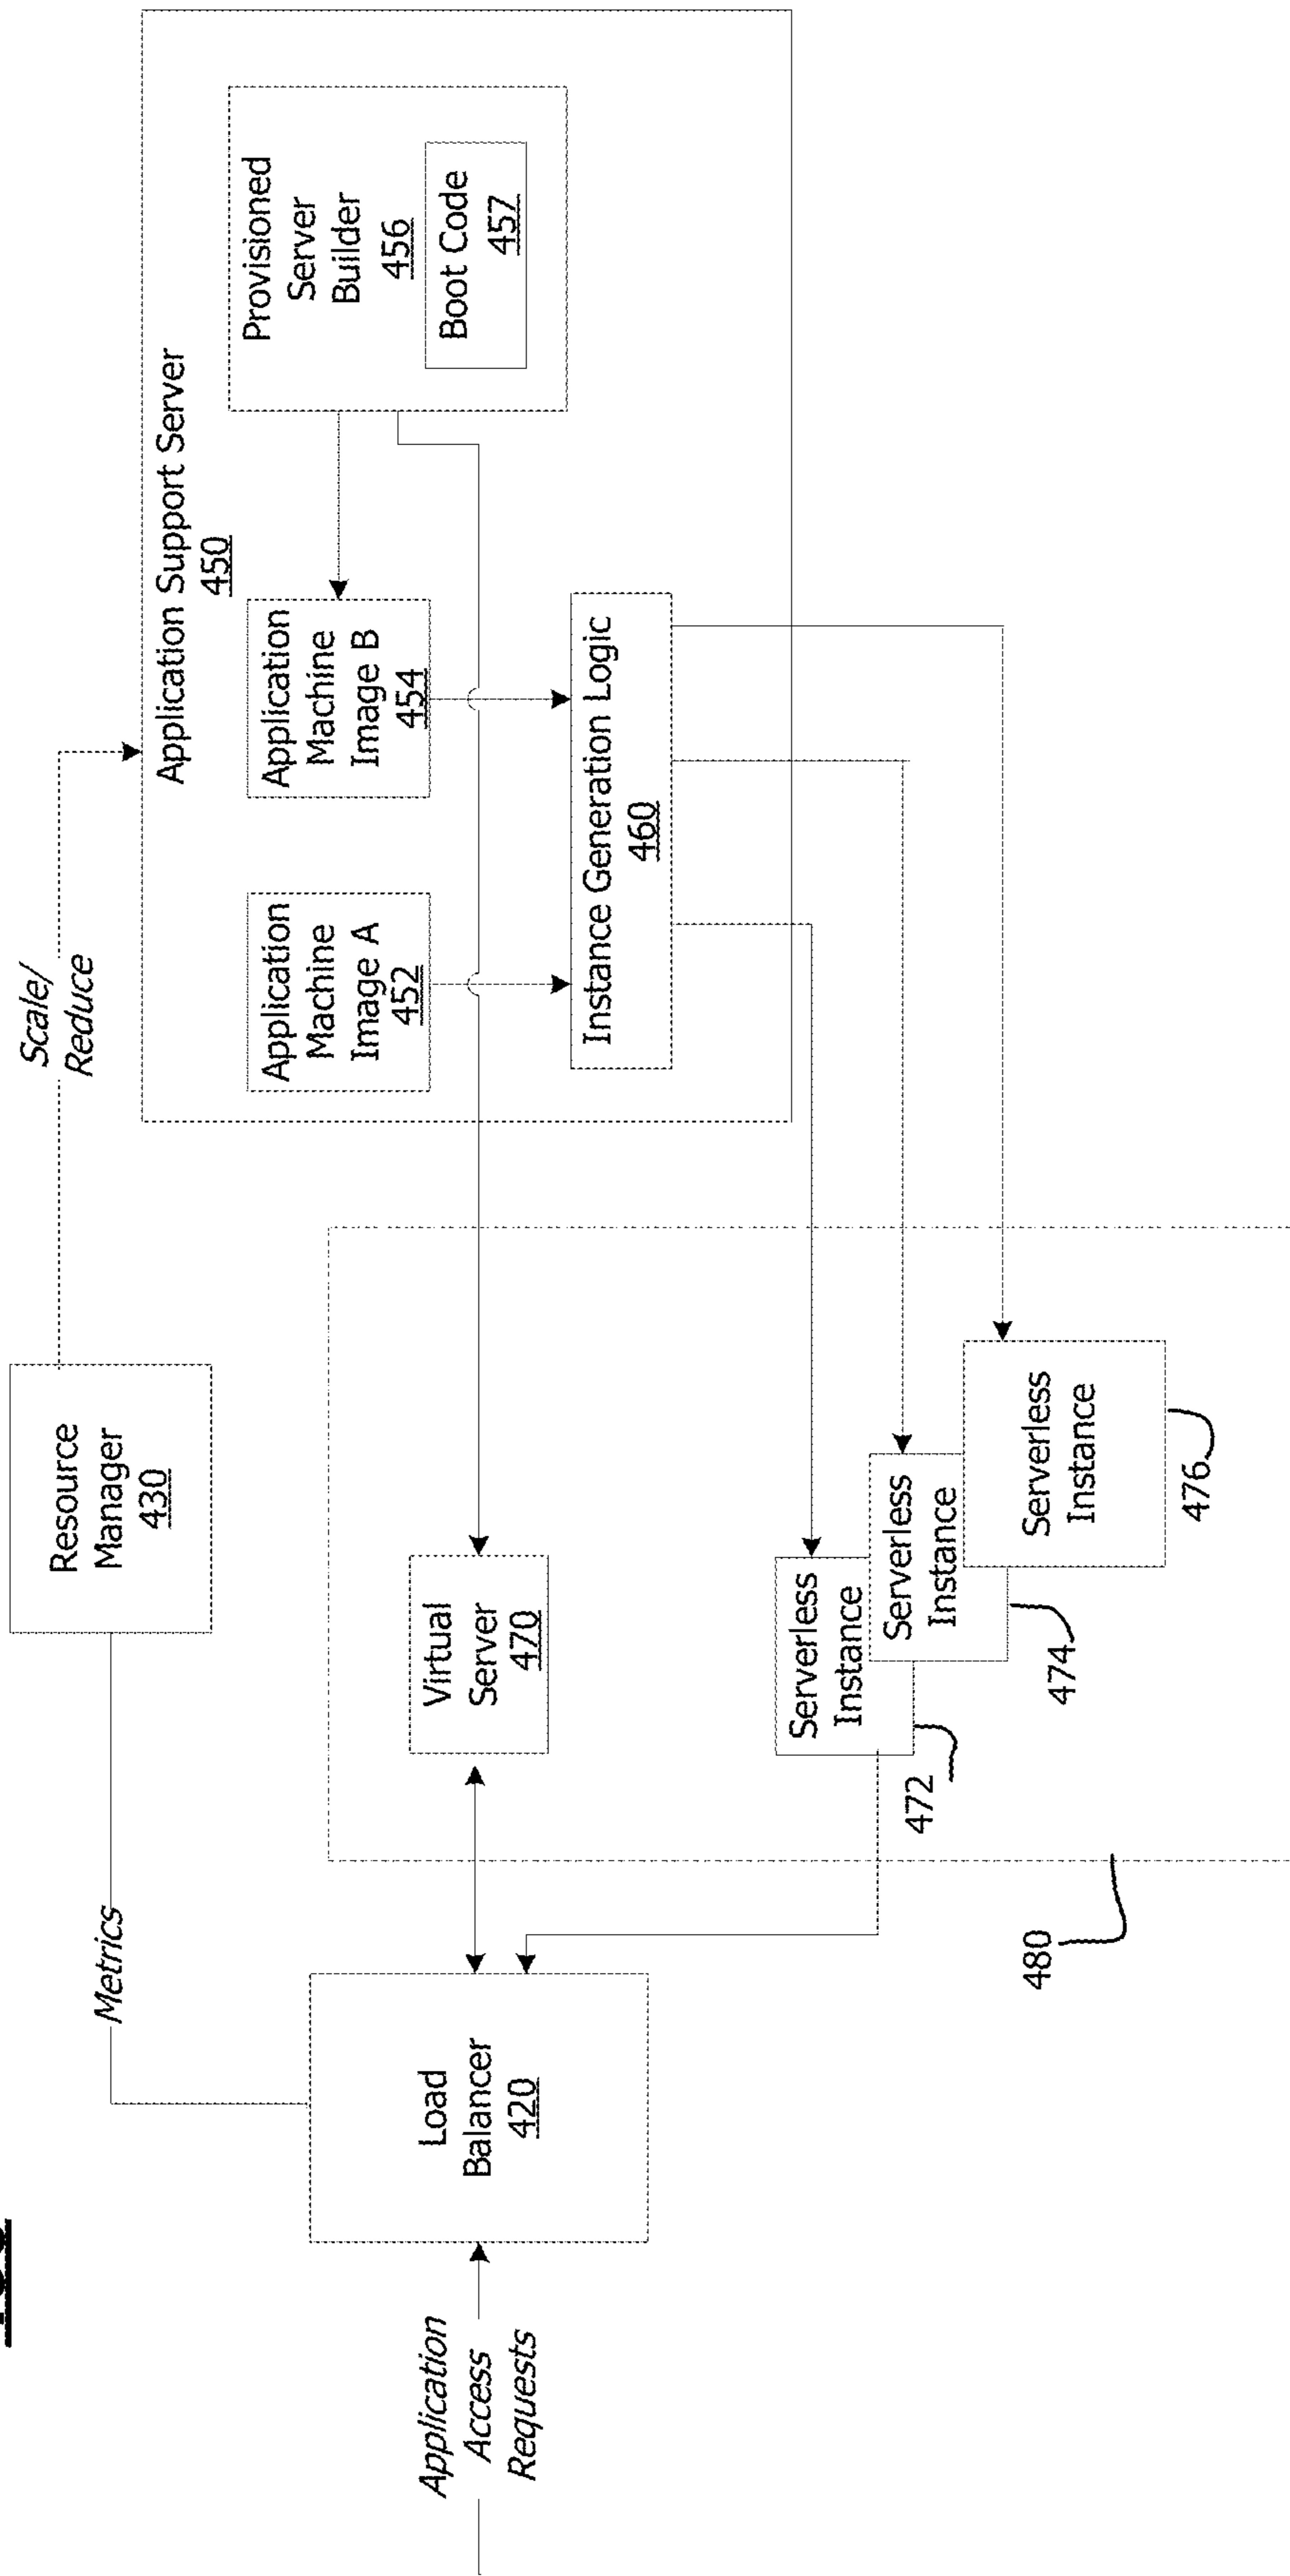 Scale/
Reduce
Metrics
Resource
Manager
430
Application Support Server
450
Provisioned
Server
Builder
456
Boot Code
457
Application
Machine
Image A
452
Application
Machine
Image B
454
Instance Generation Logic
460
Application
Access
Requests
Load
Balancer
420
Virtual
Server
470
Serverless
Instance
472
Serverless
Instance
474
Serverless
Instance
476
480